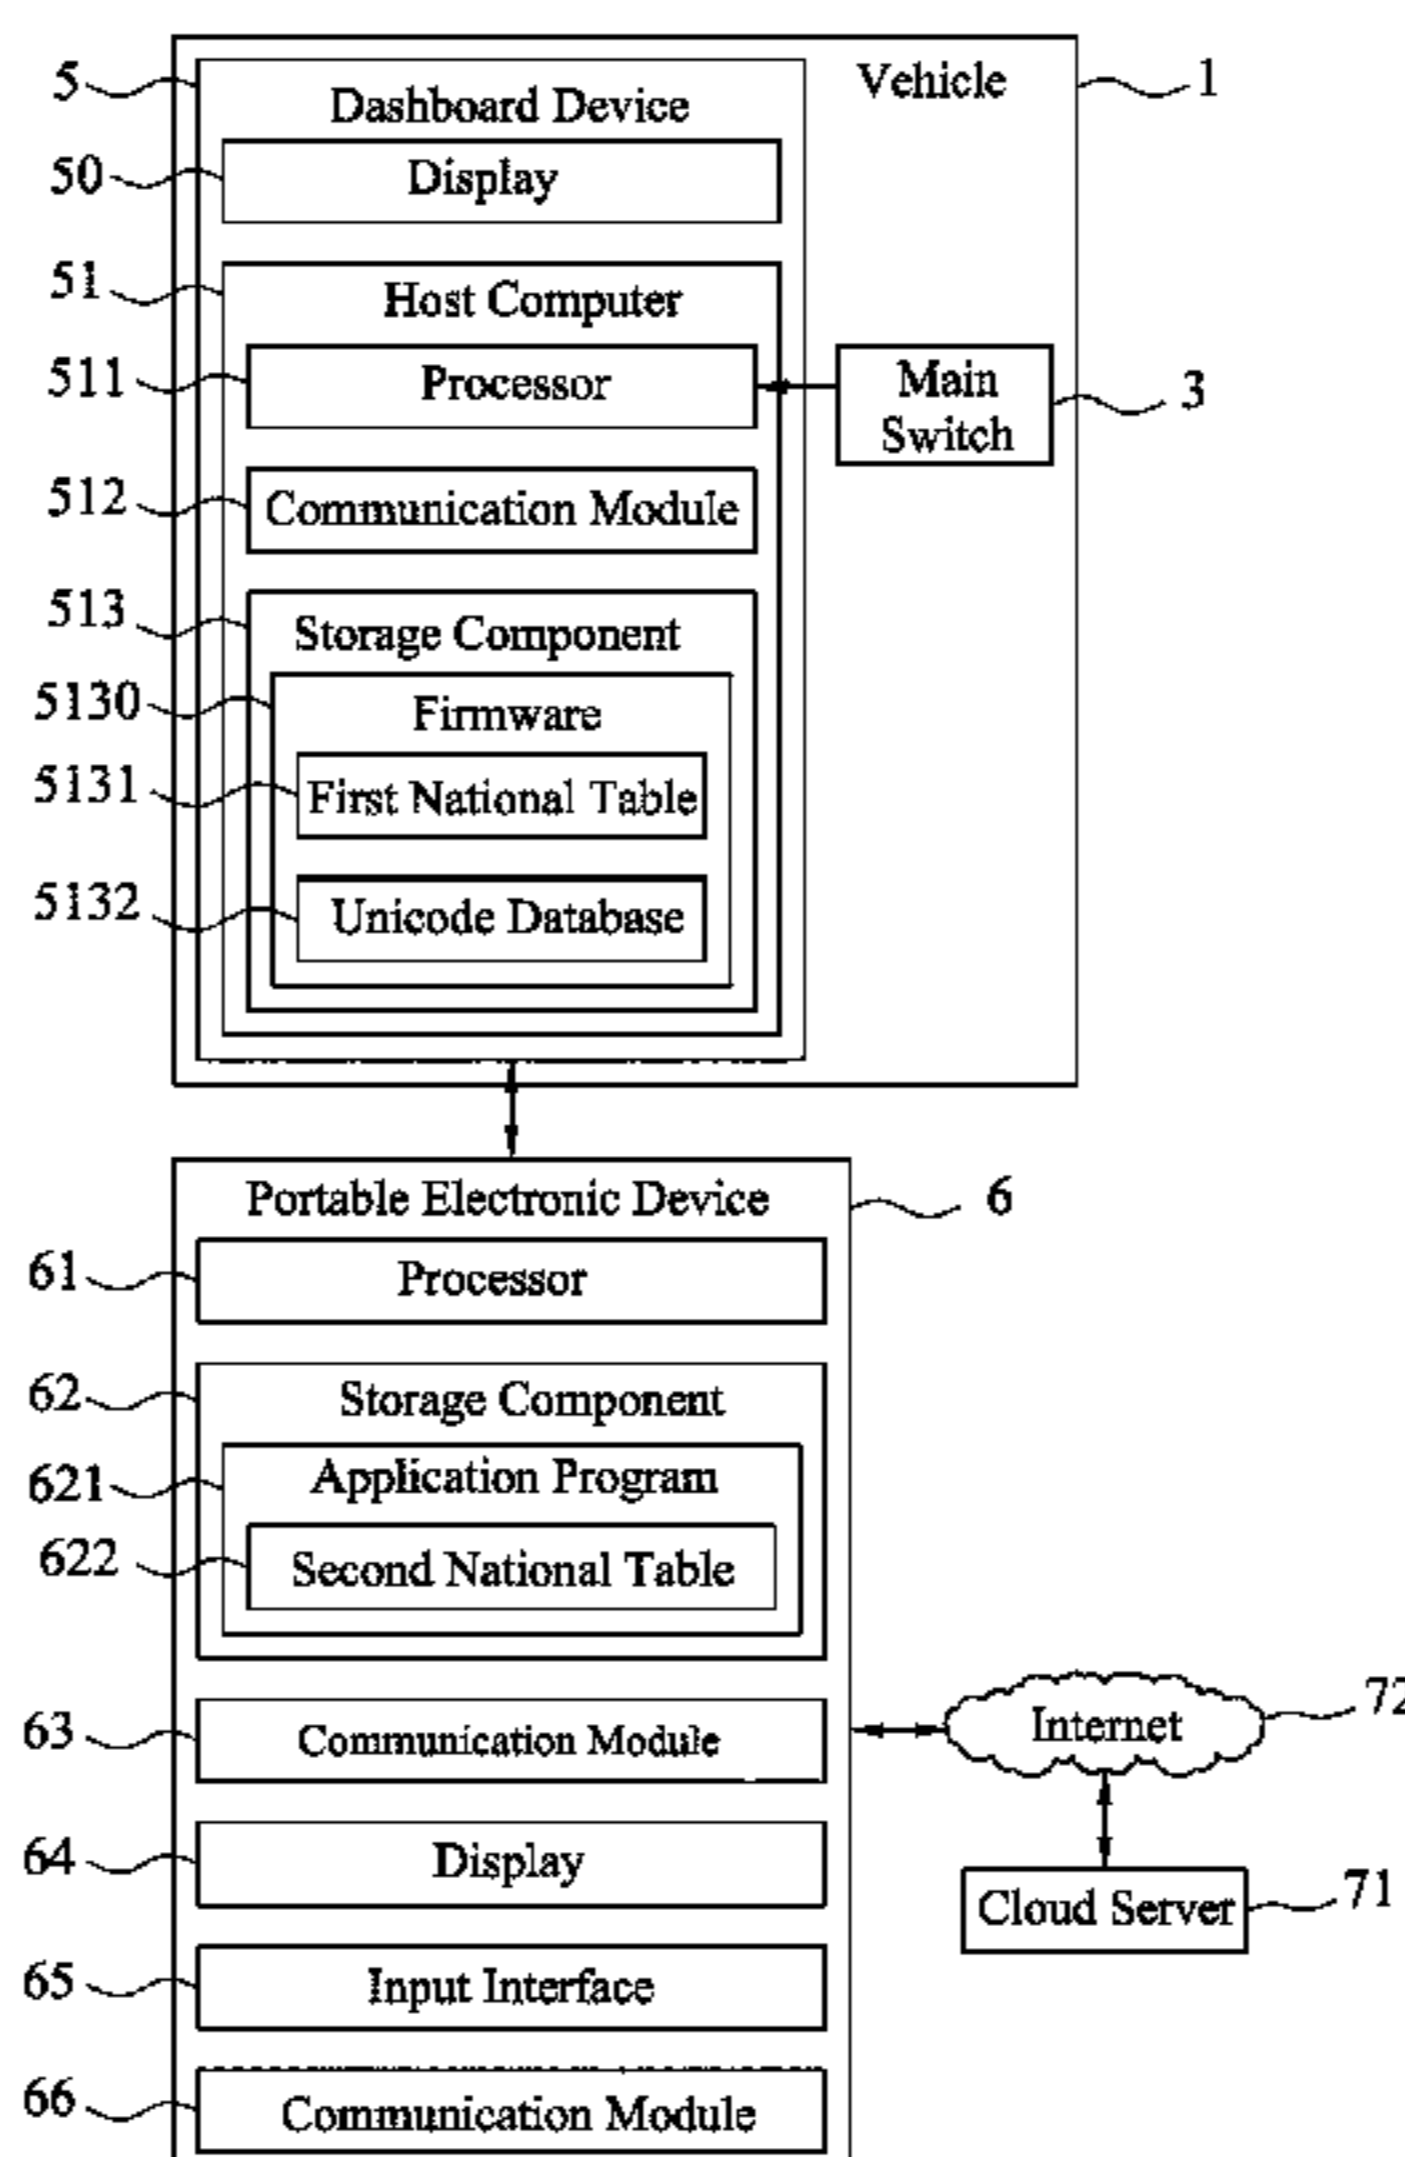 5
Dashboard Device
Vehicle
1
50
Display
51
Host Computer
511
Processor
Main
Switch
3
512
Communication Module
513
Storage Component
5130
Firmware
5131
First National Table
5132
Unicode Database
Portable Electronic Device
6
61
Processor
62
Storage Component
621
Application Program
622
Second National Table
63
Communication Module
Internet
72
64
Display
Cloud Server
71
65
Input Interface
66
Communication Module